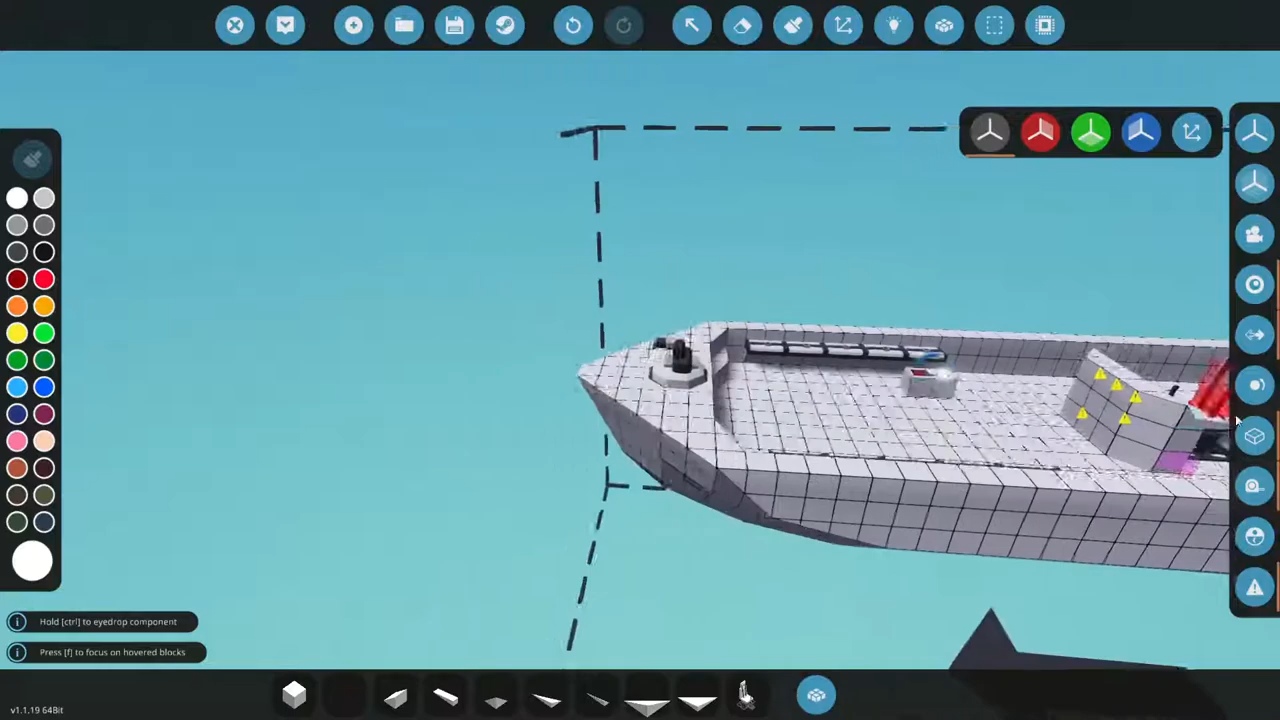 Hold [ctrl] to eyedrop component
Press [f] to focus on hovered blocks
v1.1.19 64Bit